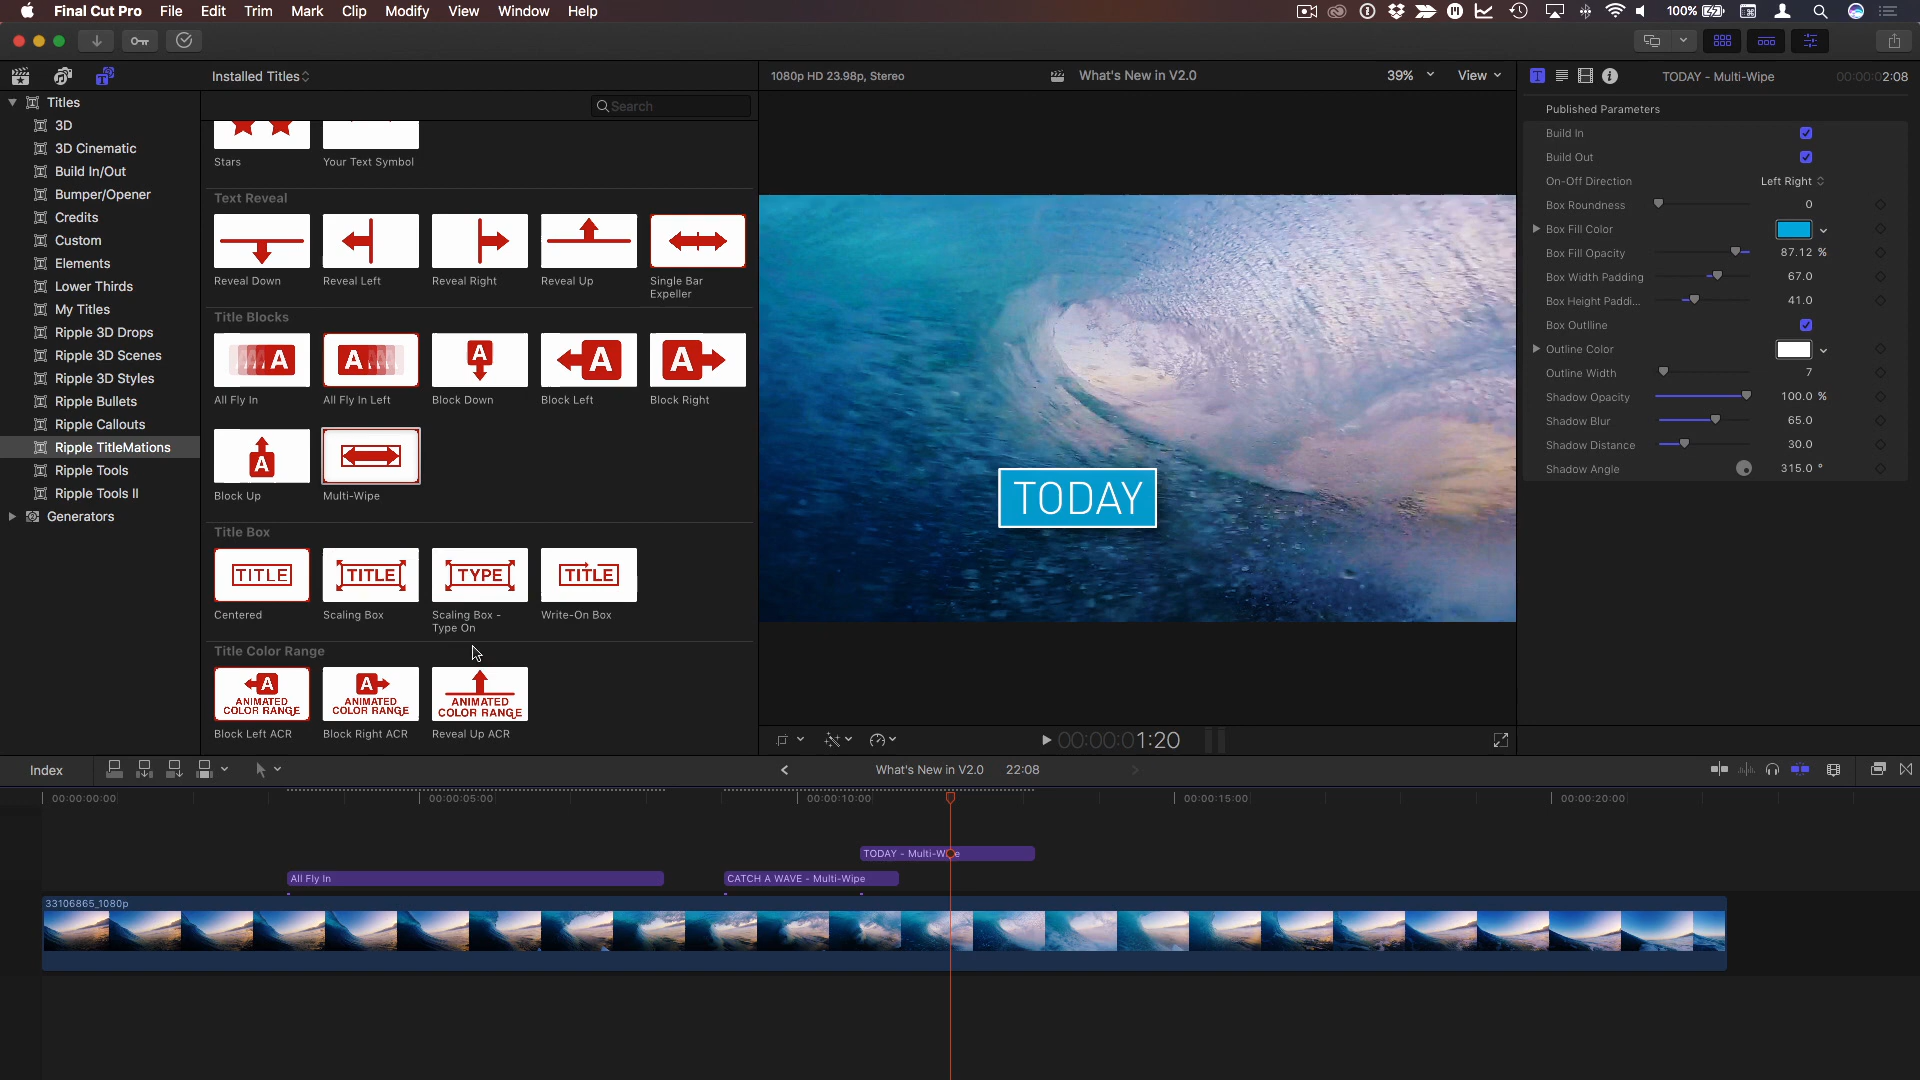 Final Cut Pro File Edit Trim Mark Clip Modify View Window Help
100%
Installed Titles
1080p HD 23.98p, Stereo
What's New in V2.0
39%
View
TODAY - Multi-Wipe
00:00:02:08
Search
Titles
3D
3D Cinematic
Build In/Out
Bumper/Opener
Credits
Custom
Elements
Lower Thirds
My Titles
Ripple 3D Drops
Ripple 3D Scenes
Ripple 3D Styles
Ripple Bullets
Ripple Callouts
Ripple TitleMations
Ripple Tools
Ripple Tools II
Generators
Stars
Your Text Symbol
Text Reveal
Reveal Down
Reveal Left
Reveal Right
Reveal Up
Single Bar
Expeller
Title Blocks
A
A
A
A
A
All Fly In
All Fly In Left
Block Down
Block Left
Block Right
A
Block Up
Multi-Wipe
Title Box
TITLE
TITLE
TYPE
TITLE
Centered
Scaling Box
Scaling Box -
Type On
Write-On Box
Title Color Range
A
ANIMATED
COLOR RANGE
A
ANIMATED
COLOR RANGE
ANIMATED
COLOR RANGE
Block Left ACR
Block Right ACR
Reveal Up ACR
TODAY
00:00:01:20
Published Parameters
Build In
Build Out
On-Off Direction Left Right
Box Roundness 0
Box Fill Color
Box Fill Opacity 87.12 %
Box Width Padding 67.0
Box Height Paddi... 41.0
Box Outlline
Outline Color
Outline Width 7
Shadow Opacity 100.0 %
Shadow Blur 65.0
Shadow Distance 30.0
Shadow Angle 315.0 °
Index
What's New in V2.0 22:08
00:00:00:00
00:00:05:00
00:00:10:00
00:00:15:00
00:00:20:00
TODAY - Multi-Wipe
All Fly In
CATCH A WAVE - Multi-Wipe
33106865_1080p